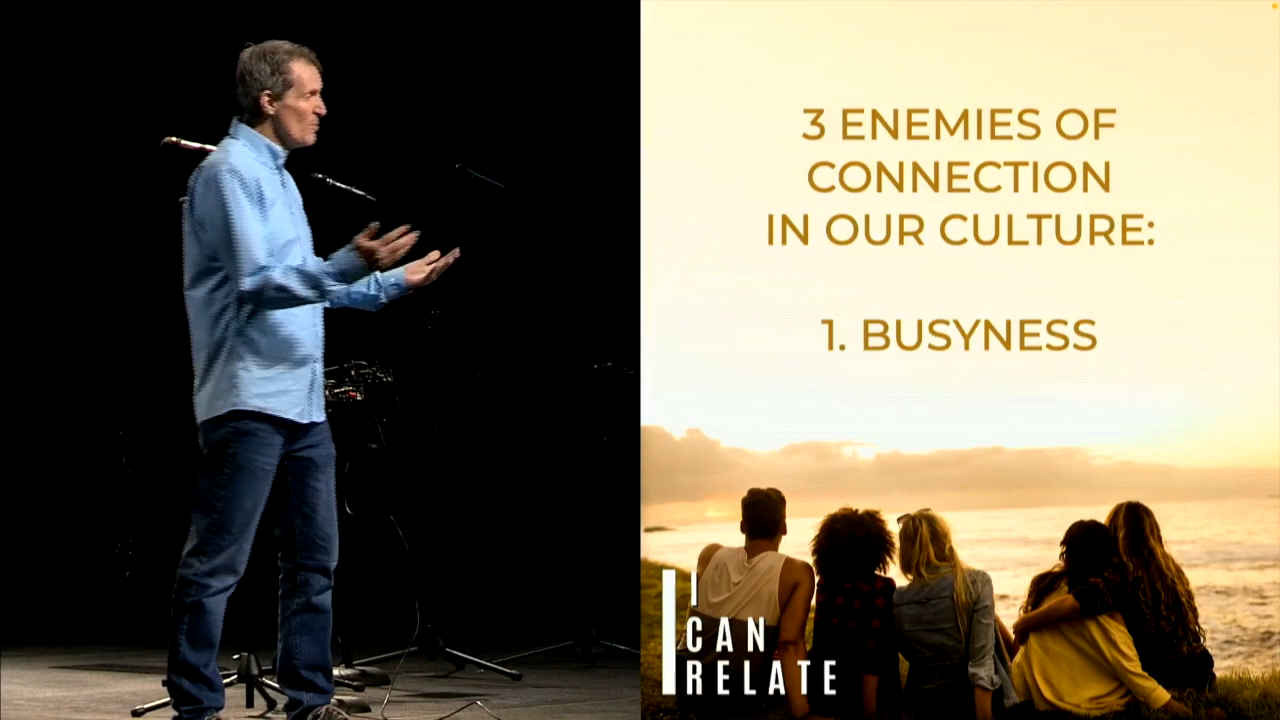 3 ENEMIES OF
CONNECTION
IN OUR CULTURE:
1. BUSYNESS
I
CAN
RELATE